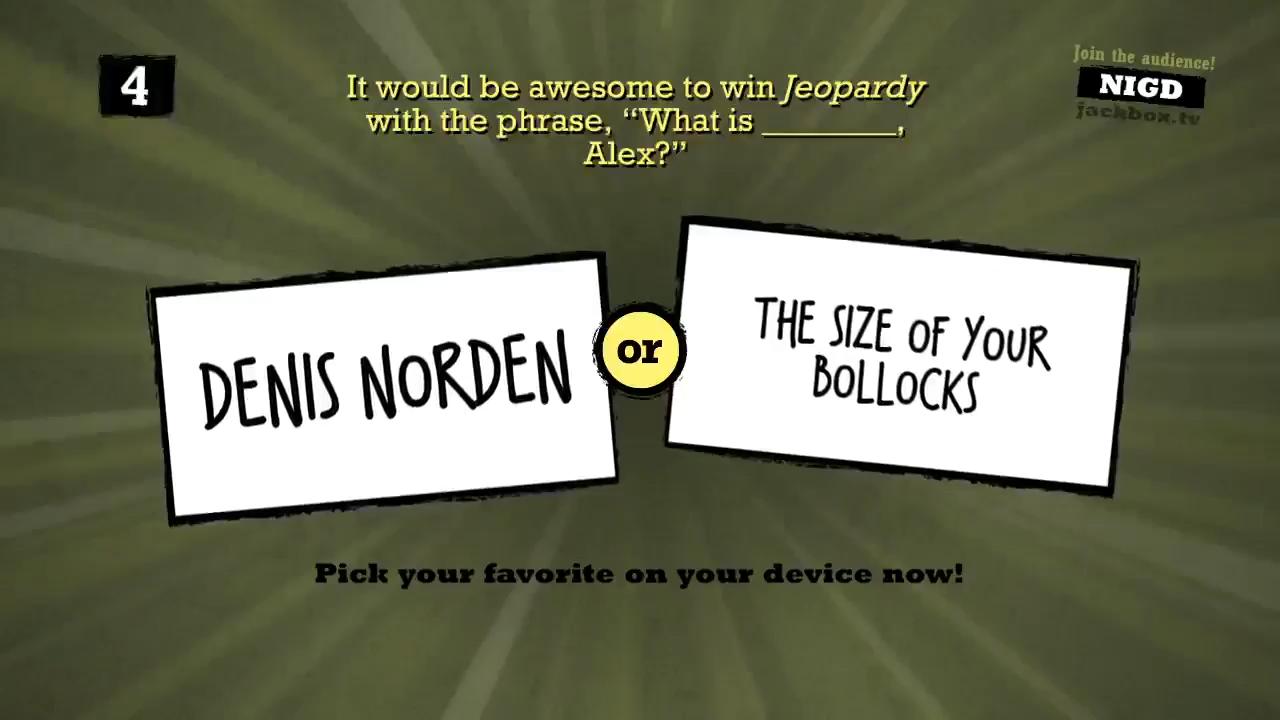 4
It would be awesome to win Jeopardy
with the phrase, “What is ________,
Alex?”
Join the audience!
NIGD
jackbox.tv
DENIS NORDEN
or
THE SIZE OF YOUR
BOLLOCKS
Pick your favorite on your device now!